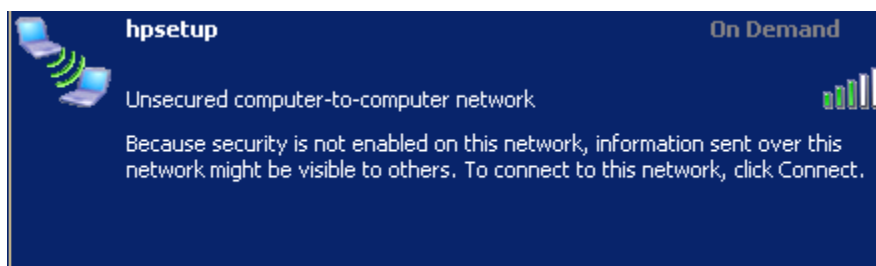 hpsetup On Demand
Unsecured computer-to-computer network
Because security is not enabled on this network, information sent over this
network might be visible to others. To connect to this network, click Connect.